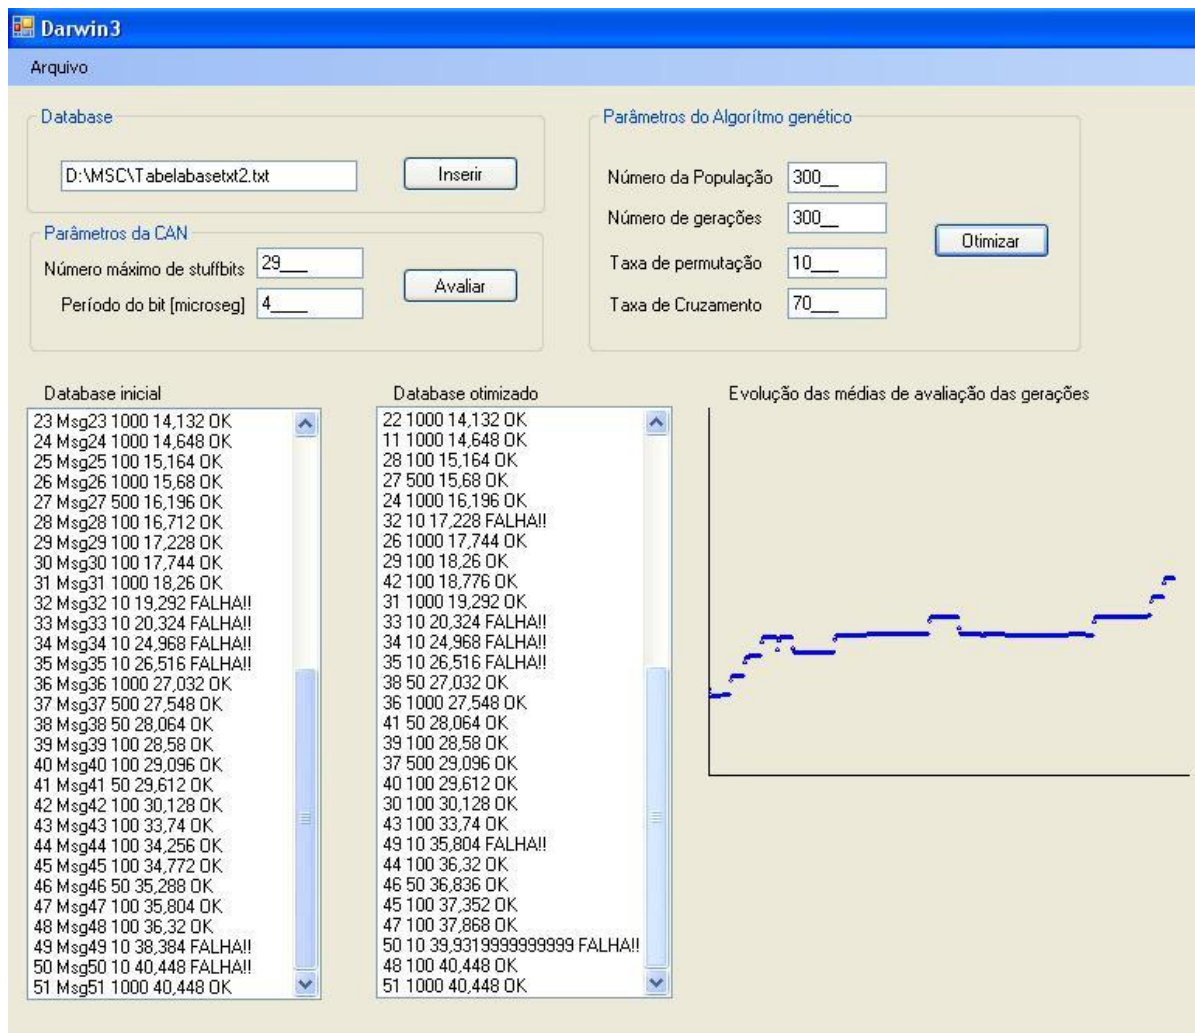 Darwin3
Arquivo
Database
D:\MSC\Tabelabasetxt2.txt
Inserir
Parâmetros da CAN
Número máximo de stuffbits 29___
Período do bit [microseg] 4____
Avaliar
Parâmetros do Algorítmo genético
Número da População 300__
Número de gerações 300__
Taxa de permutação 10___
Taxa de Cruzamento 70___
Otimizar
Database inicial
23 Msg23 1000 14,132 OK
24 Msg24 1000 14,648 OK
25 Msg25 100 15,164 OK
26 Msg26 1000 15,68 OK
27 Msg27 500 16,196 OK
28 Msg28 100 16,712 OK
29 Msg29 100 17,228 OK
30 Msg30 100 17,744 OK
31 Msg31 1000 18,26 OK
32 Msg32 10 19,292 FALHA!!
33 Msg33 10 20,324 FALHA!!
34 Msg34 10 24,968 FALHA!!
35 Msg35 10 26,516 FALHA!!
36 Msg36 1000 27,032 OK
37 Msg37 500 27,548 OK
38 Msg38 50 28,064 OK
39 Msg39 100 28,58 OK
40 Msg40 100 29,096 OK
41 Msg41 50 29,612 OK
42 Msg42 100 30,128 OK
43 Msg43 100 33,74 OK
44 Msg44 100 34,256 OK
45 Msg45 100 34,772 OK
46 Msg46 50 35,288 OK
47 Msg47 100 35,804 OK
48 Msg48 100 36,32 OK
49 Msg49 10 38,384 FALHA!!
50 Msg50 10 40,448 FALHA!!
51 Msg51 1000 40,448 OK
Database otimizado
22 1000 14,132 OK
11 1000 14,648 OK
28 100 15,164 OK
27 500 15,68 OK
24 1000 16,196 OK
32 10 17,228 FALHA!!
26 1000 17,744 OK
29 100 18,26 OK
42 100 18,776 OK
31 1000 19,292 OK
33 10 20,324 FALHA!!
34 10 24,968 FALHA!!
35 10 26,516 FALHA!!
38 50 27,032 OK
36 1000 27,548 OK
41 50 28,064 OK
39 100 28,58 OK
37 500 29,096 OK
40 100 29,612 OK
30 100 30,128 OK
43 100 33,74 OK
49 10 35,804 FALHA!!
44 100 36,32 OK
46 50 36,836 OK
45 100 37,352 OK
47 100 37,868 OK
50 10 39,9319999999999 FALHA!!
48 100 40,448 OK
51 1000 40,448 OK
Evolução das médias de avaliação das gerações